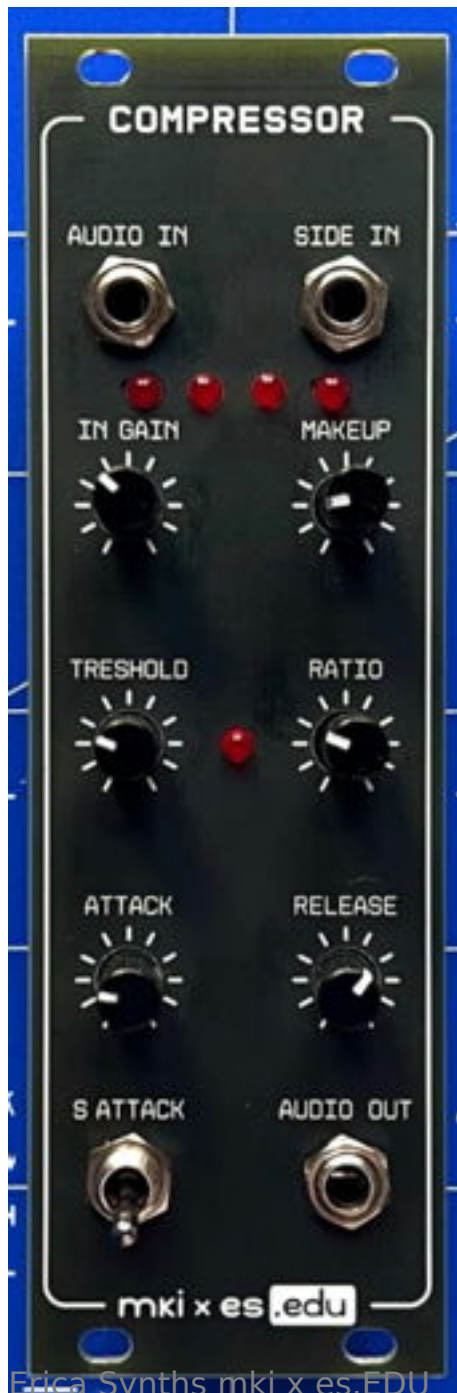 COMPRESSOR
AUDIO IN SIDE IN
IN GAIN MAKEUP
TRESHOLD RATIO
ATTACK RELEASE
S ATTACK AUDIO OUT
mki x es .edu
Erica Synths mki x es.EDU